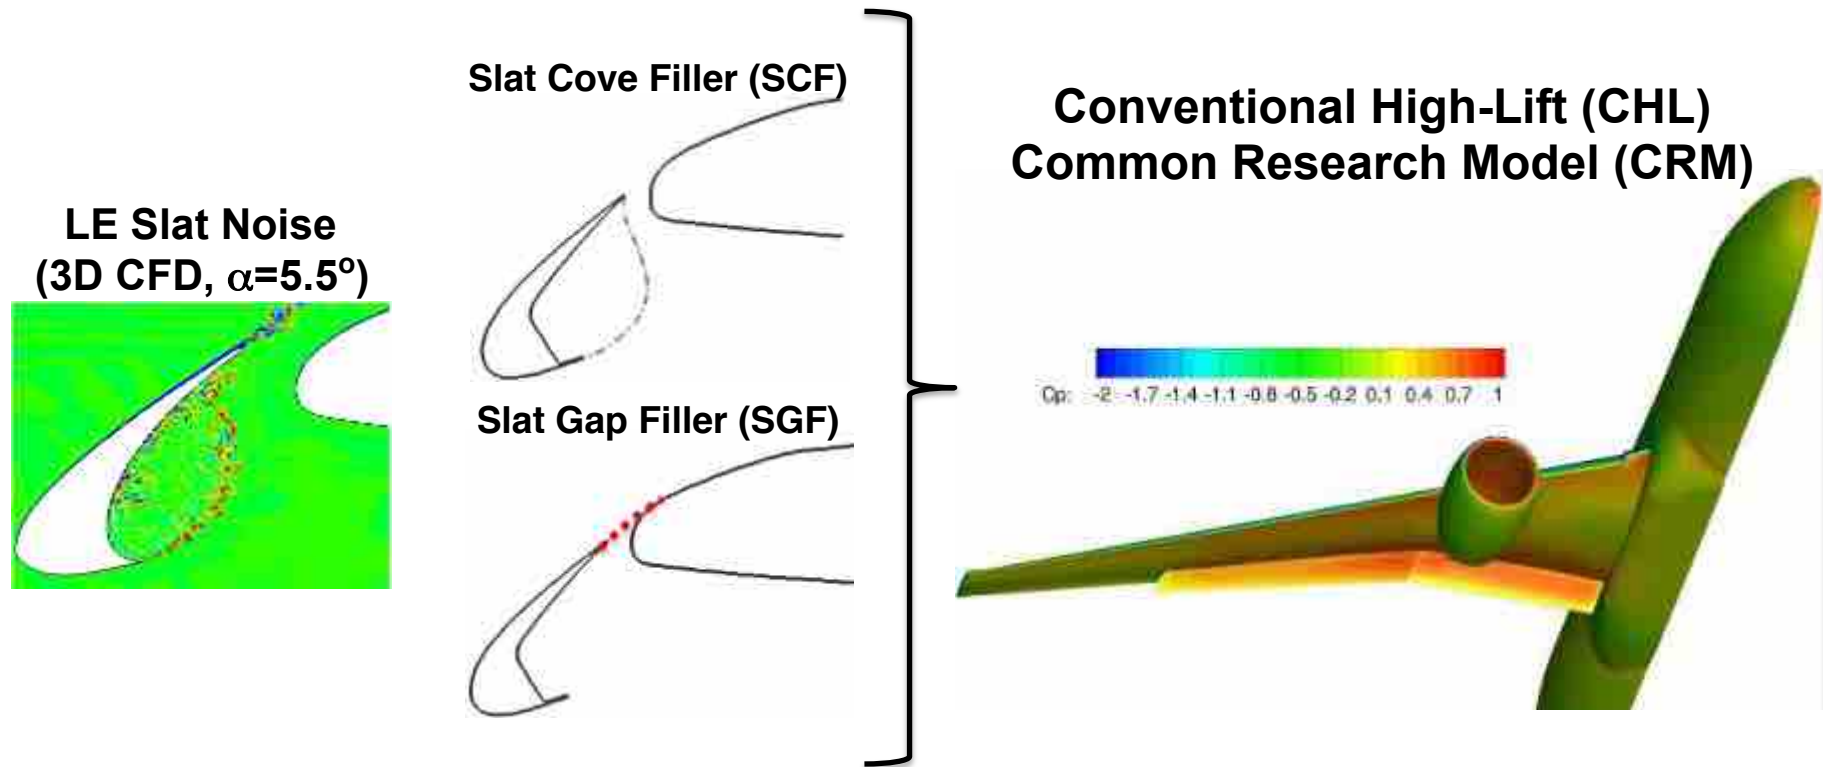 LE Slat Noise
(3D CFD, α=5.5º)
Slat Cove Filler (SCF)
Slat Gap Filler (SGF)
Conventional High-Lift (CHL)
Common Research Model (CRM)
Cp: -2 -1.7 -1.4 -1.1 -0.8 -0.5 -0.2 0.1 0.4 0.7 1